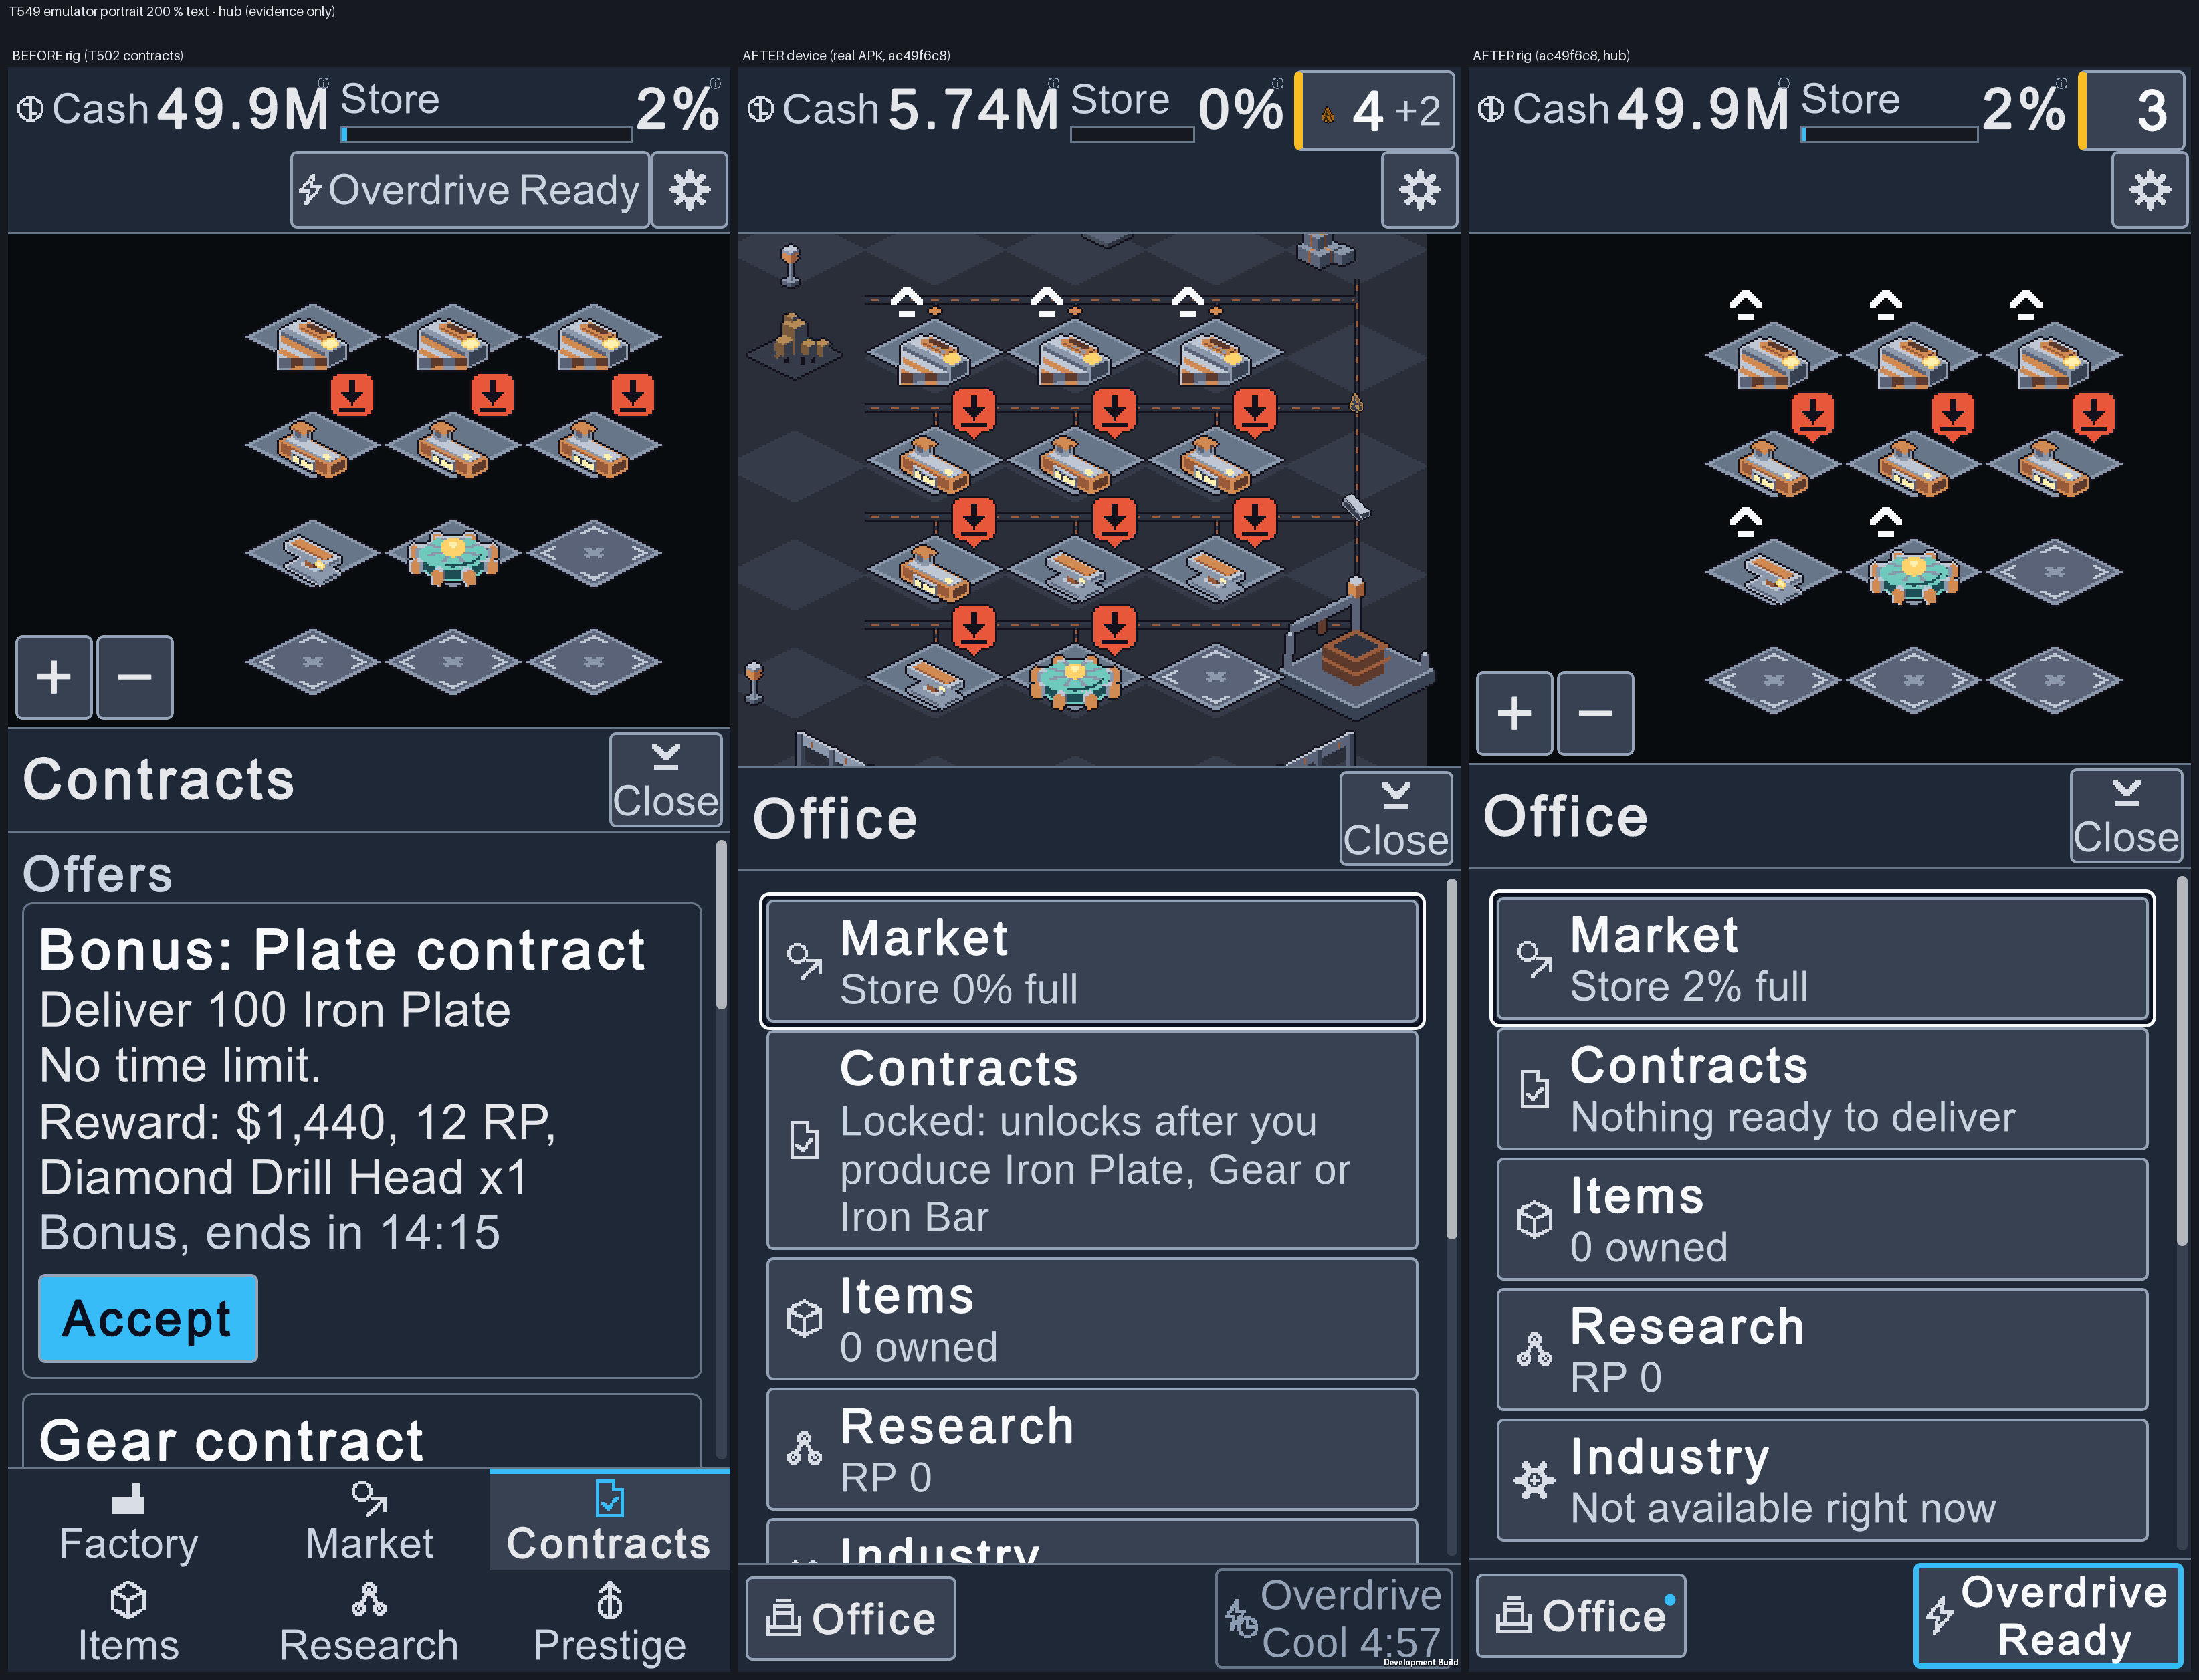 T549 emulator portrait 200 % text - hub (evidence only)
BEFORE rig (T502 contracts)
Cash 49.9M Store 2%
Overdrive Ready
+ −
Contracts
Close
Offers
Bonus: Plate contract
Deliver 100 Iron Plate
No time limit.
Reward: $1,440, 12 RP,
Diamond Drill Head x1
Bonus, ends in 14:15
Accept
Gear contract
Factory Market Contracts
Items Research Prestige
AFTER device (real APK, ac49f6c8)
Cash 5.74M Store 0% 4 +2
Office
Close
Market
Store 0% full
Contracts
Locked: unlocks after you
produce Iron Plate, Gear or
Iron Bar
Items
0 owned
Research
RP 0
Industry
Office
Overdrive
Cool 4:57
Development Build
AFTER rig (ac49f6c8, hub)
Cash 49.9M Store 2% 3
+ −
Office
Close
Market
Store 2% full
Contracts
Nothing ready to deliver
Items
0 owned
Research
RP 0
Industry
Not available right now
Office
Overdrive
Ready